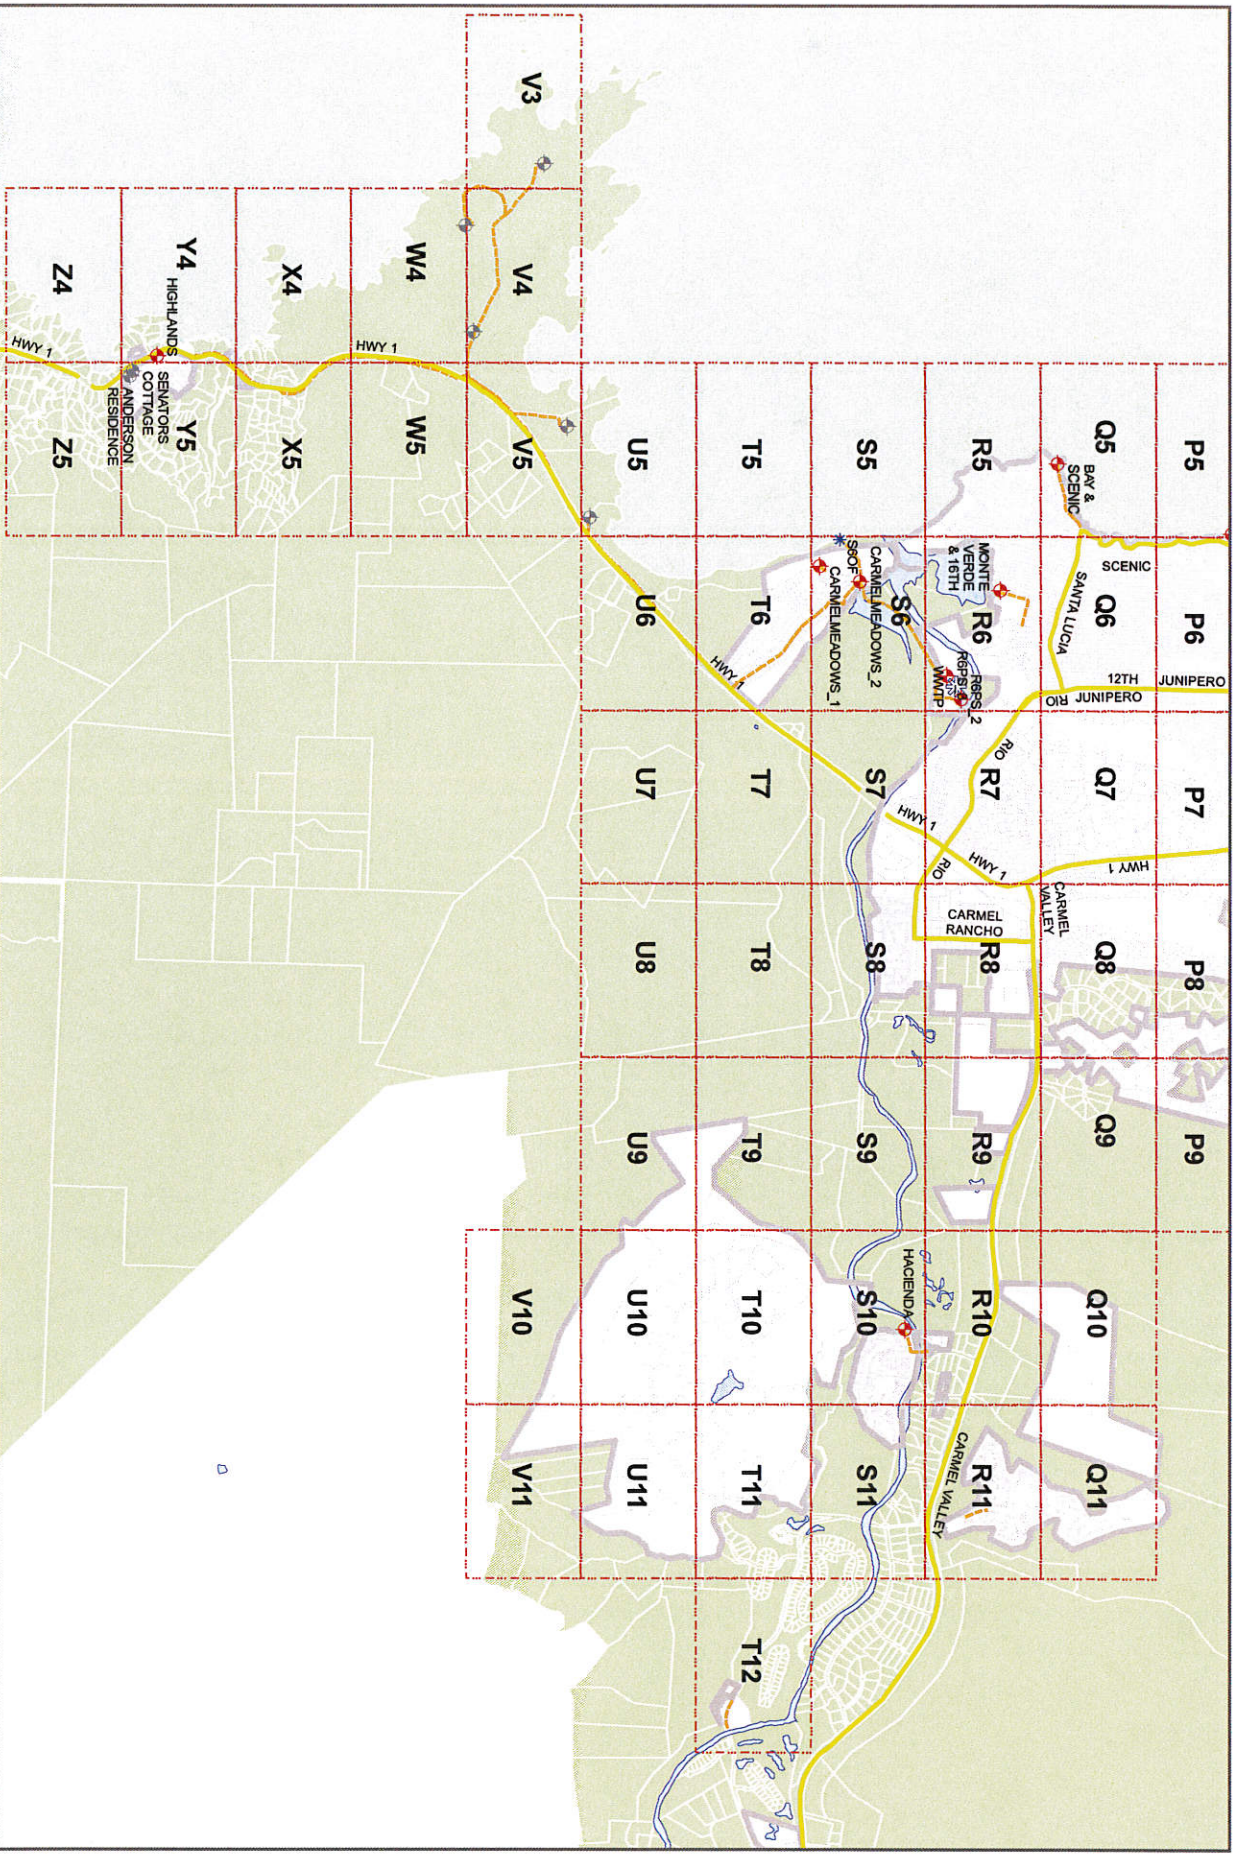 P5
P6
P7
P8
P9
Q5
Q6
Q7
Q8
Q9
Q10
Q11
R5
R6
R7
R8
R9
R10
R11
S5
S6
S7
S8
S9
S10
S11
T5
T6
T7
T8
T9
T10
T11
T12
U5
U6
U7
U8
U9
U10
U11
V3
V4
V5
V10
V11
W4
W5
X4
X5
Y4
Y5
Z4
Z5
BAY &
SCENIC
SCENIC
SANTA LUCIA
12TH
JUNIPERO
JUNIPERO
RIO
RIO
RIO
HWY 1
HWY 1
HWY 1
CARMEL
VALLEY
CARMEL
RANCHO
MONTE
VERDE
& 16TH
R6PS_2
WWTP
S6OF
CARMELMEADOWS_2
CARMELMEADOWS_1
HWY 1
HACIENDA
CARMEL VALLEY
HWY 1
HIGHLANDS
SENATORS
COTTAGE
ANDERSON
RESIDENCE
HWY 1